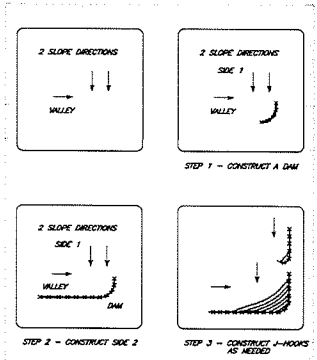 2 SLOPE DIRECTIONS
VALLEY
2 SLOPE DIRECTIONS
SIDE 1
VALLEY
STEP 1 - CONSTRUCT A DAM
2 SLOPE DIRECTIONS
SIDE 1
VALLEY
DAM
STEP 2 - CONSTRUCT SIDE 2
STEP 3 - CONSTRUCT J-HOOKS
AS NEEDED